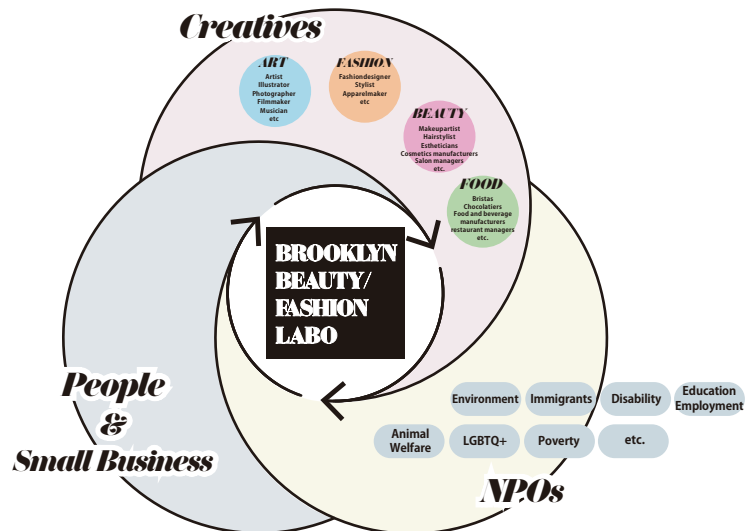 Creatives
ART
Artist
Illustrator
Photographer
Filmmaker
Musician
etc
FASHION
Fashiondesigner
Stylist
Apparelmaker
etc
BEAUTY
Makeupartist
Hairstylist
Estheticians
Cosmetics manufacturers
Salon managers
etc.
FOOD
Bristas
Chocolatiers
Food and beverage
manufacturers
restaurant managers
etc.
BROOKLYN
BEAUTY/
FASHION
LABO
People
&
Small Business
Environment
Immigrants
Disability
Education
Employment
Animal
Welfare
LGBTQ+
Poverty
etc.
NPOs